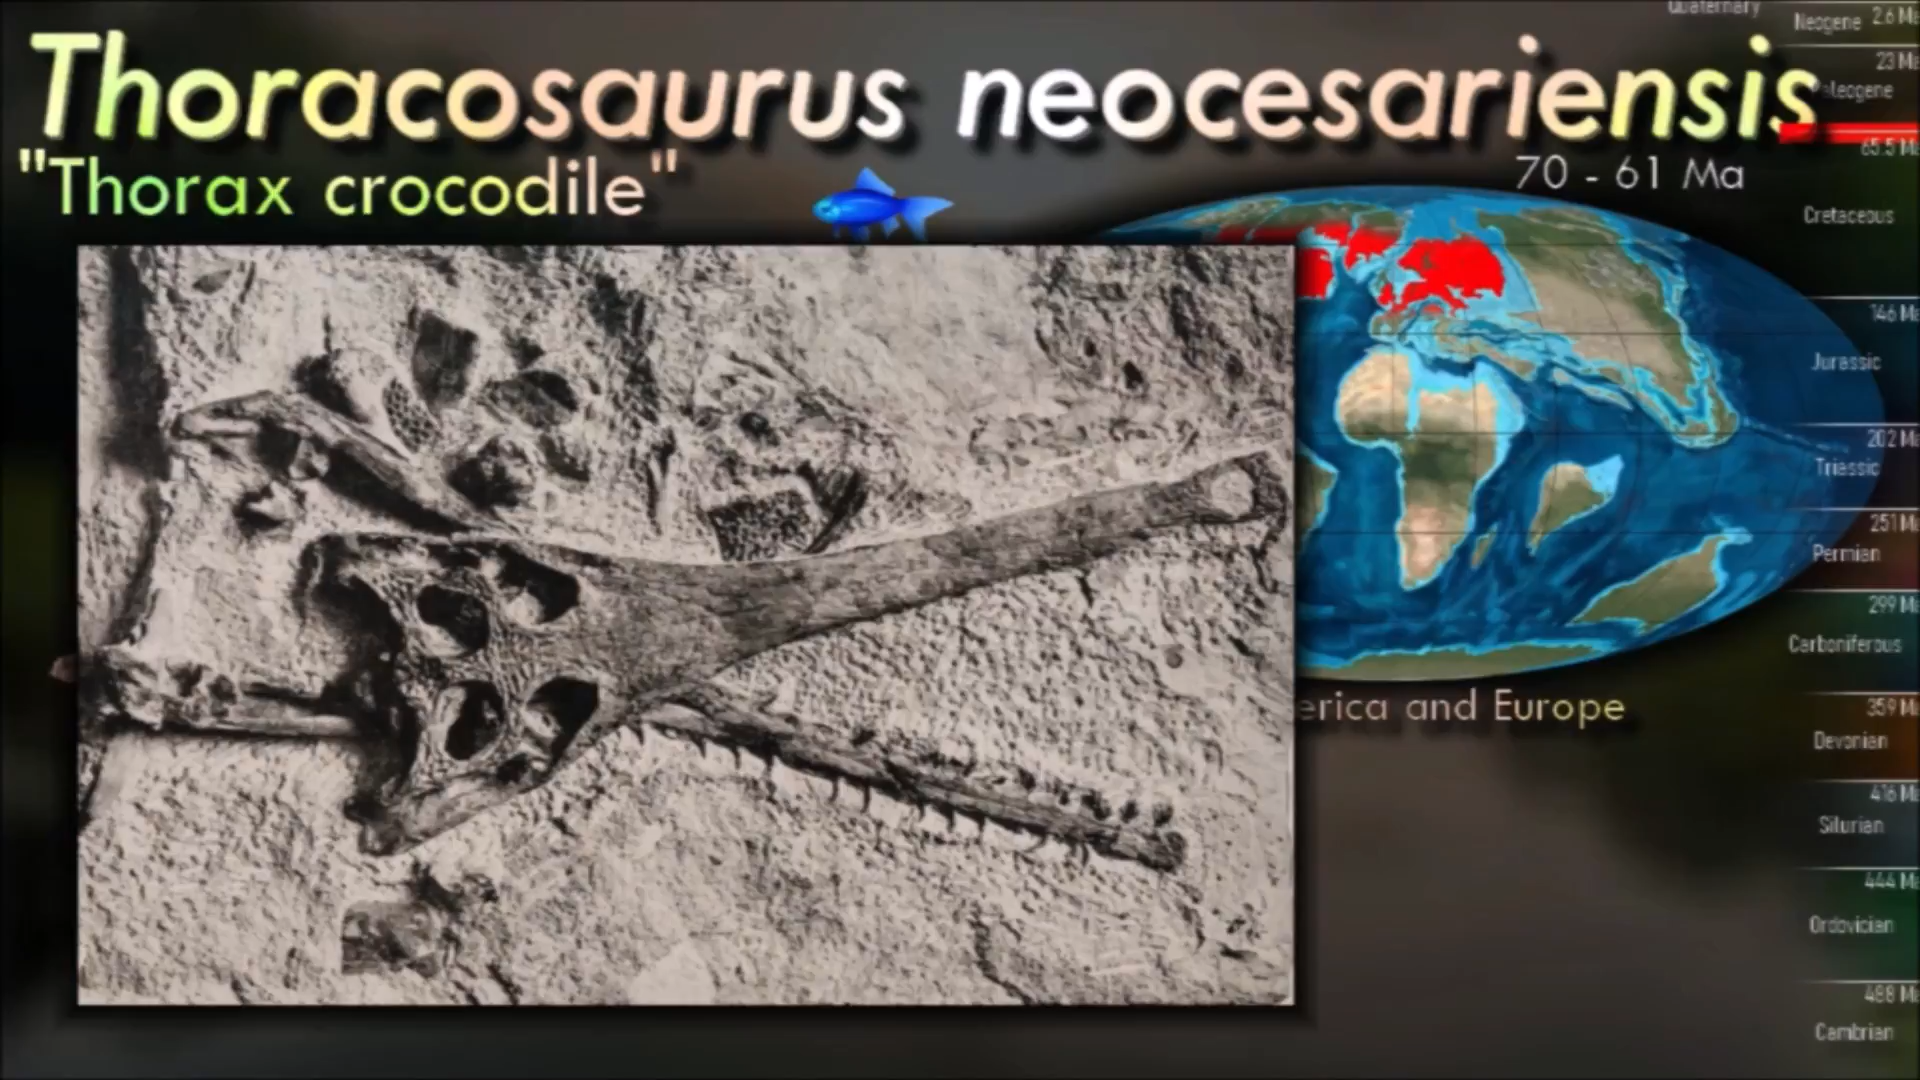 Thoracosaurus neocesariensis
"Thorax crocodile"
70 - 61 Ma
erica and Europe
Quaternary
2.6 Ma
Neogene
23 Ma
Paleogene
65.5 Ma
Cretaceous
146 Ma
Jurassic
202 Ma
Triassic
251 Ma
Permian
299 Ma
Carboniferous
359 Ma
Devonian
416 Ma
Silurian
444 Ma
Ordovician
488 Ma
Cambrian